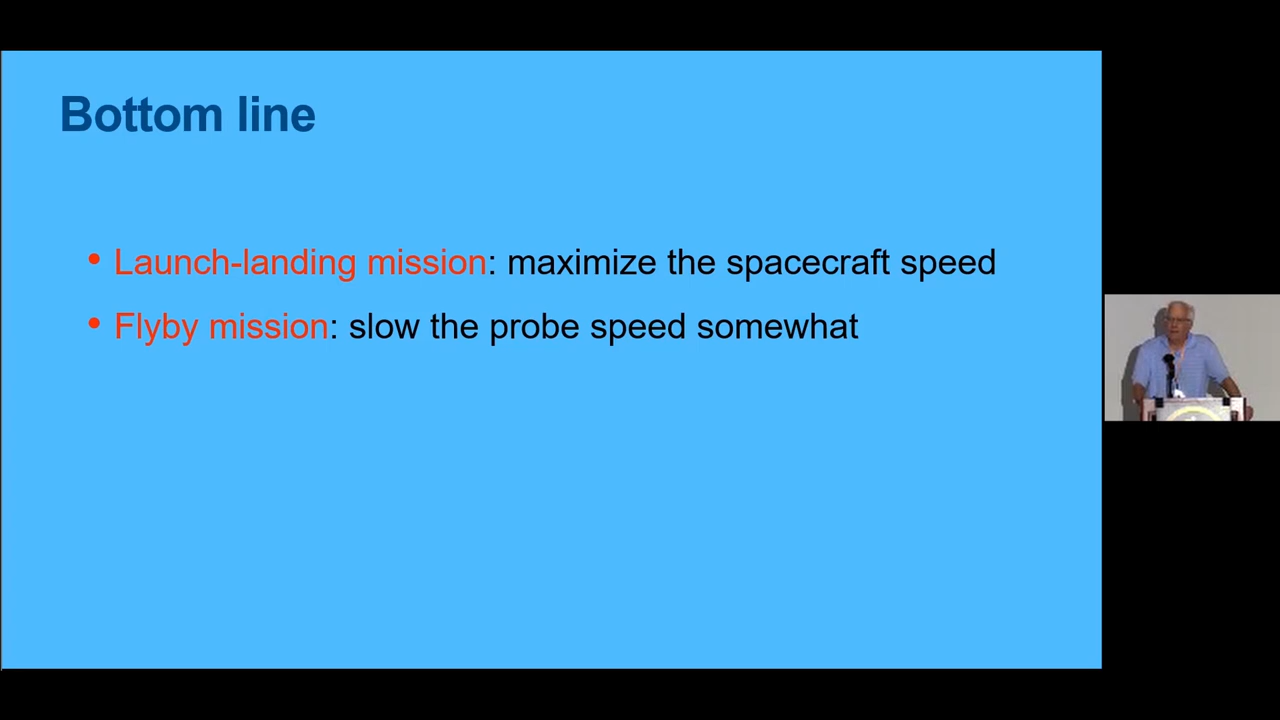 Bottom line
• Launch-landing mission: maximize the spacecraft speed
• Flyby mission: slow the probe speed somewhat